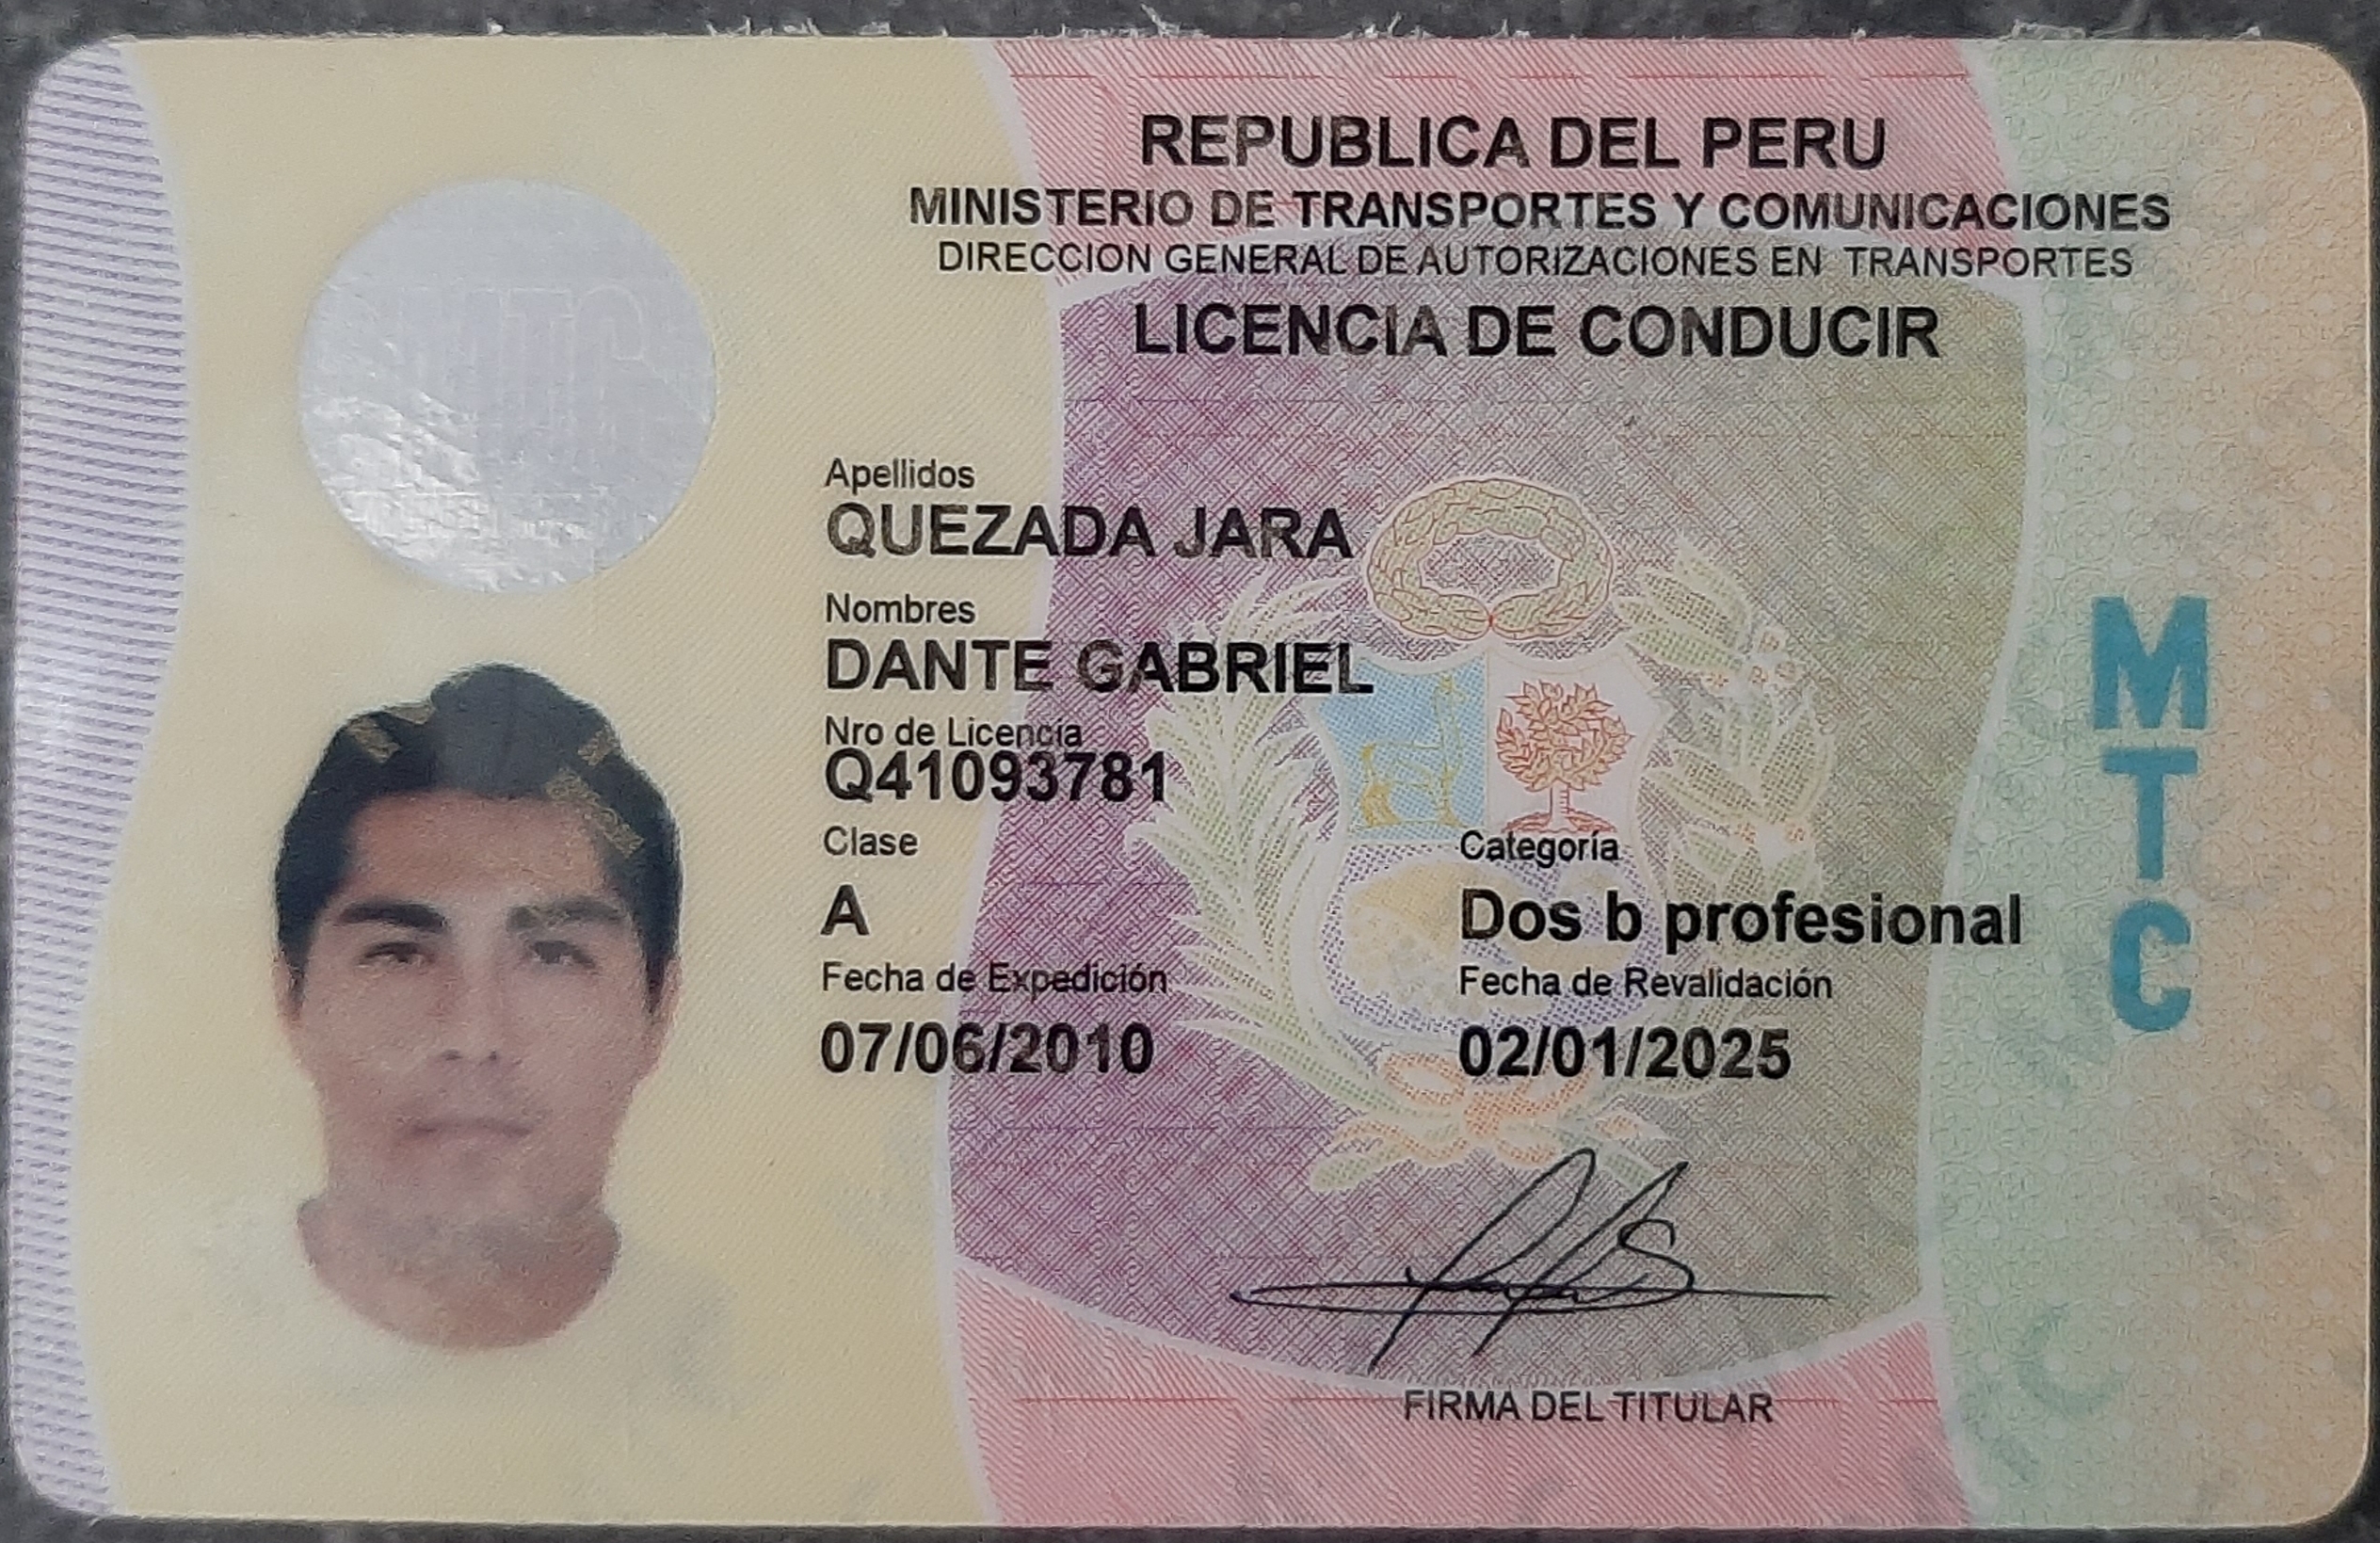 REPUBLICA DEL PERU
MINISTERIO DE TRANSPORTES Y COMUNICACIONES
DIRECCION GENERAL DE AUTORIZACIONES EN TRANSPORTES
LICENCIA DE CONDUCIR
MTC
Apellidos
QUEZADA JARA
Nombres
DANTE GABRIEL
Nro de Licencia
Q41093781
Clase
A
Categoría
Dos b profesional
Fecha de Expedición
07/06/2010
Fecha de Revalidación
02/01/2025
FIRMA DEL TITULAR
MTC